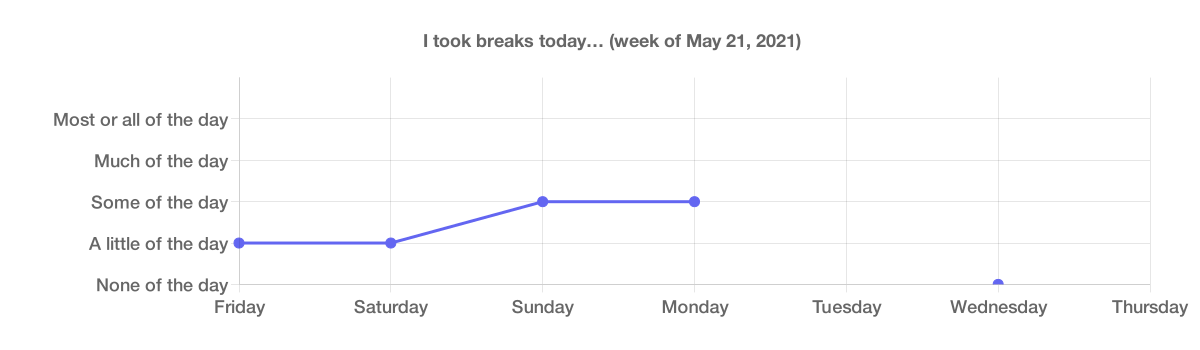 I took breaks today… (week of May 21, 2021)
Most or all of the day
Much of the day
Some of the day
A little of the day
None of the day
Friday Saturday Sunday Monday Tuesday Wednesday Thursday